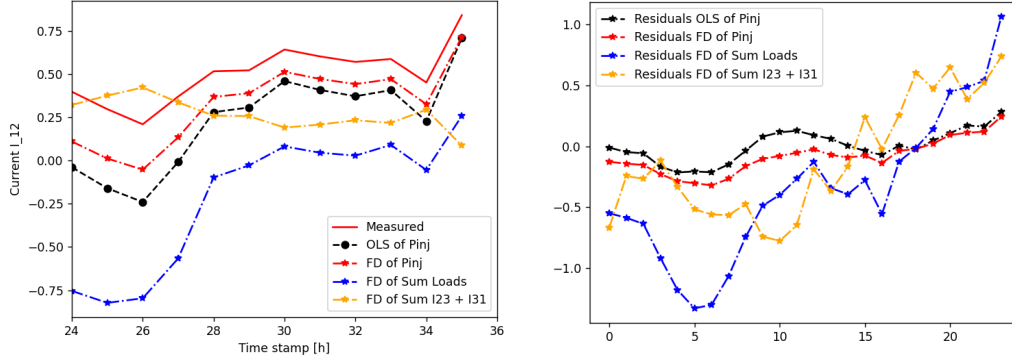 0.75
0.50
0.25
0.00
−0.25
−0.50
−0.75
Current I_12
24 26 28 30 32 34 36
Time stamp [h]
Measured
OLS of Pinj
FD of Pinj
FD of Sum Loads
FD of Sum I23 + I31
1.0
0.5
0.0
−0.5
−1.0
0 5 10 15 20
Residuals OLS of Pinj
Residuals FD of Pinj
Residuals FD of Sum Loads
Residuals FD of Sum I23 + I31